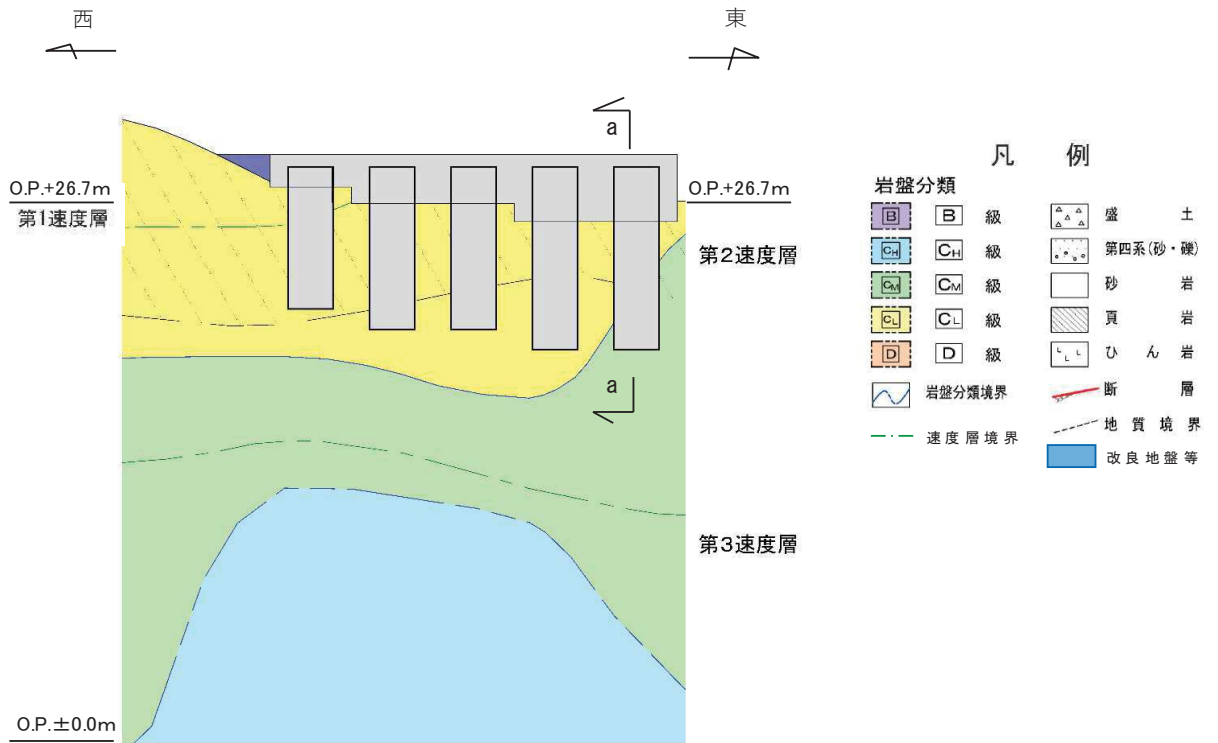 西
東
a
O.P.+26.7m
第1速度層
O.P.+26.7m
第2速度層
a
第3速度層
O.P.±0.0m
凡 例
岩盤分類
B B 級
CH CH 級
CM CM 級
CL CL 級
D D 級
岩盤分類境界
速度層境界
盛 土
第四系(砂・礫)
砂 岩
頁 岩
ひ ん 岩
断 層
地 質 境 界
改良地盤等